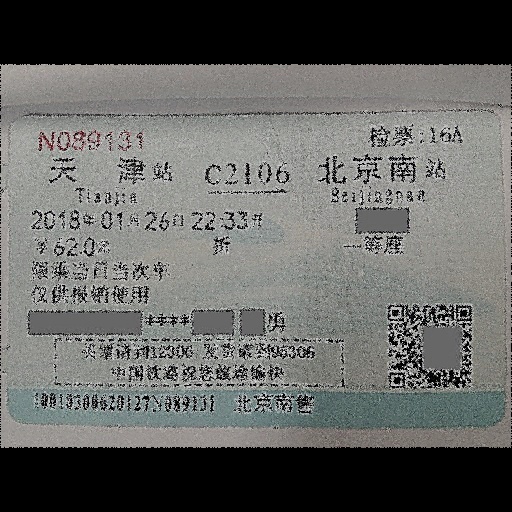 N089131 检票:16A
天津站 C2106 北京南站
Tianjin Beijingnan
2018年01月26日22:33开
￥62.0元 折 一等座
限乘当日当次车
仅供报销使用
****
买票请到12306 发货请到95306
中国铁路祝您旅途愉快
10010300620127N089131 北京南售